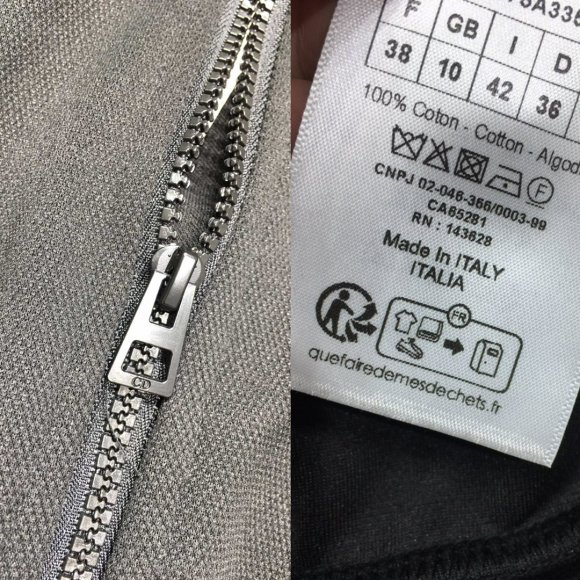 CD
F GB I D
38 10 42 36
100% Coton - Cotton - Algod
F
CNPJ 02-046-366/0003-99
CA65281
RN : 143628
Made In ITALY
ITALIA
FR
quefairedemesdechets.fr